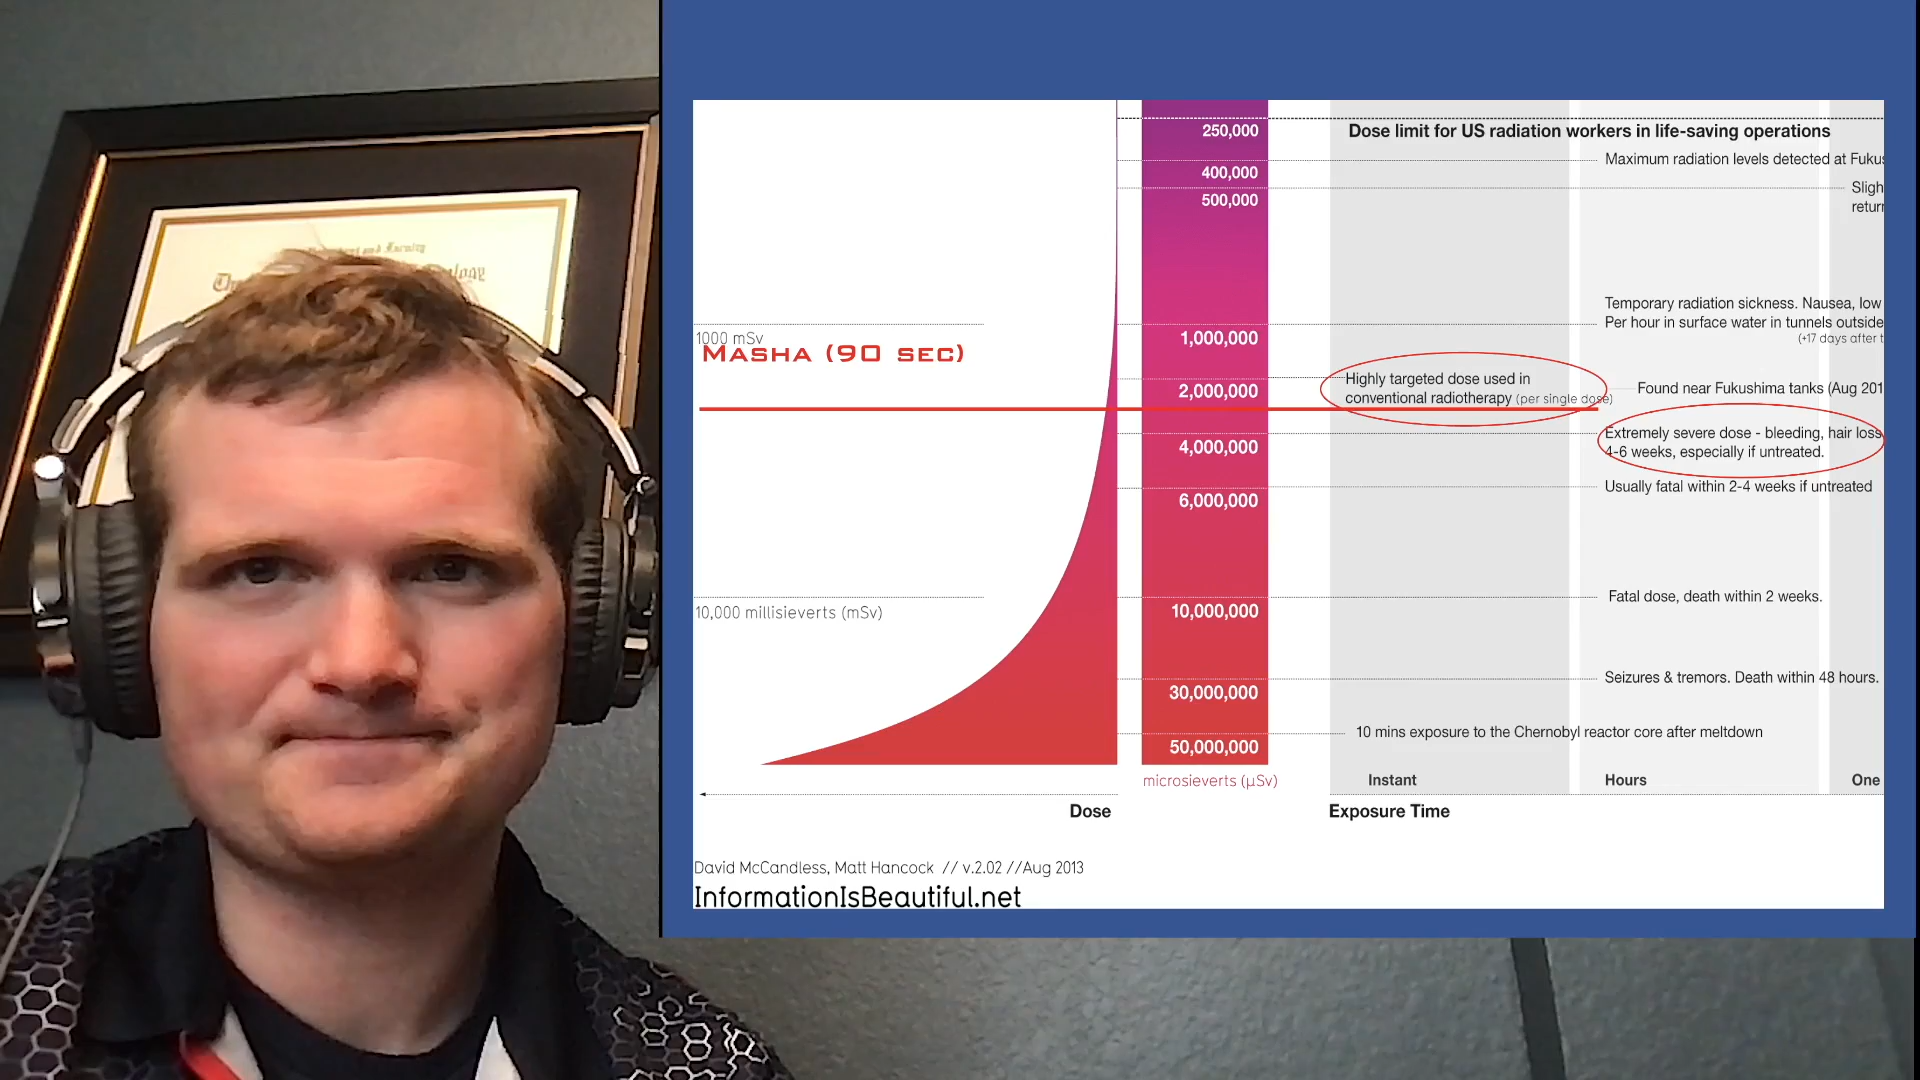 250,000
Dose limit for US radiation workers in life-saving operations
Maximum radiation levels detected at Fukus
400,000
Sligh
500,000
retur
Temporary radiation sickness. Nausea, low
Per hour in surface water in tunnels outside
1000 mSv
1,000,000
(+17 days after t
Masha (90 sec)
Highly targeted dose used in
conventional radiotherapy (per single dose)
2,000,000
Found near Fukushima tanks (Aug 201
Extremely severe dose - bleeding, hair loss
4-6 weeks, especially if untreated.
4,000,000
Usually fatal within 2-4 weeks if untreated
6,000,000
10,000 millisieverts (mSv)
10,000,000
Fatal dose, death within 2 weeks.
Seizures & tremors. Death within 48 hours.
30,000,000
10 mins exposure to the Chernobyl reactor core after meltdown
50,000,000
microsieverts (µSv)
Instant
Hours
One
Dose
Exposure Time
David McCandless, Matt Hancock // v.2.02 //Aug 2013
InformationIsBeautiful.net
and Faculty